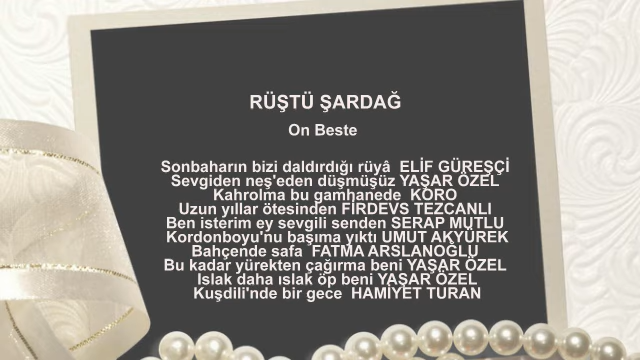 RÜŞTÜ ŞARDAĞ
On Beste
Sonbaharın bizi daldırdığı rüyâ ELİF GÜREŞÇİ
Sevgiden neş'eden düşmüşüz YAŞAR ÖZEL
Kahrolma bu gamhanede KORO
Uzun yıllar ötesinden FİRDEVS TEZCANLI
Ben isterim ey sevgili senden SERAP MUTLU
Kordonboyu'nu başıma yıktı UMUT AKYÜREK
Bahçende safa FATMA ARSLANOĞLU
Bu kadar yürekten çağırma beni YAŞAR ÖZEL
Islak daha ıslak öp beni YAŞAR ÖZEL
Kuşdili'nde bir gece HAMİYET TURAN